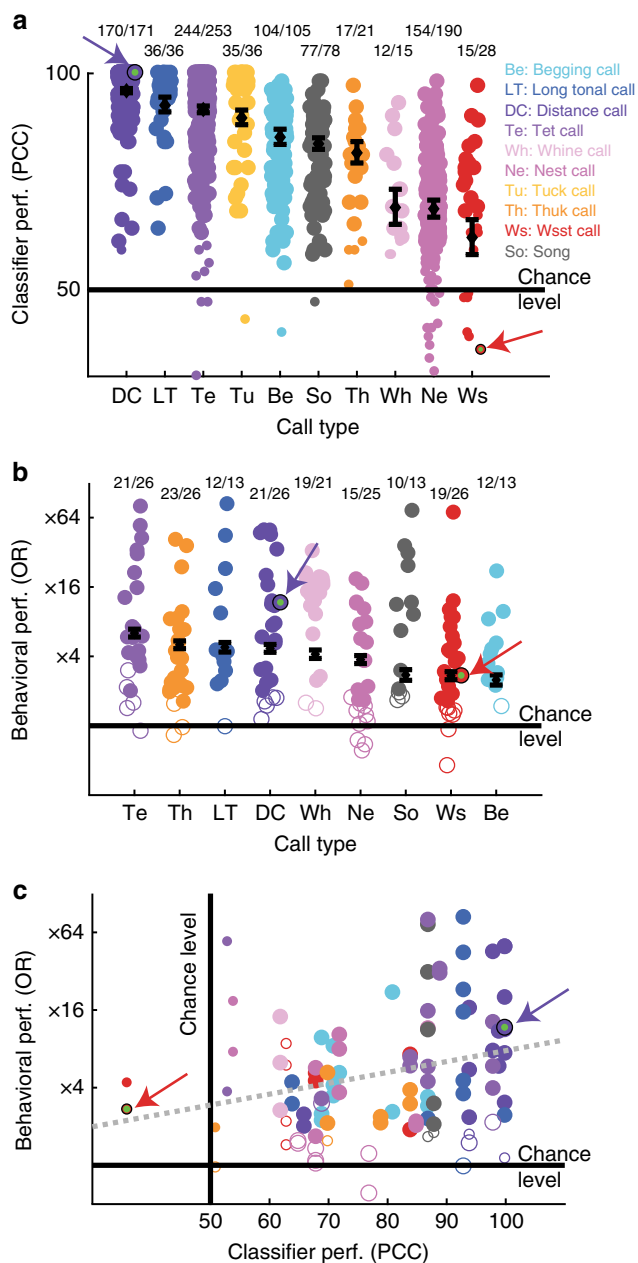 a
170/171 244/253 104/105 17/21 154/190
36/36 35/36 77/78 12/15 15/28
100
50
Classifier perf. (PCC)
Be: Begging call
LT: Long tonal call
DC: Distance call
Te: Tet call
Wh: Whine call
Ne: Nest call
Tu: Tuck call
Th: Thuk call
Ws: Wsst call
So: Song
Chance
level
DC LT Te Tu Be So Th Wh Ne Ws
Call type
b
21/26 23/26 12/13 21/26 19/21 15/25 10/13 19/26 12/13
×64
×16
×4
Behavioral perf. (OR)
Chance
level
Te Th LT DC Wh Ne So Ws Be
Call type
c
×64
×16
×4
Behavioral perf. (OR)
Chance level
Chance
level
50 60 70 80 90 100
Classifier perf. (PCC)